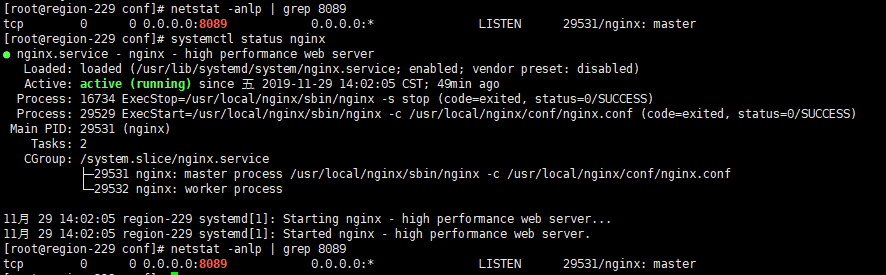 [root@region-229 conf]# netstat -anlp | grep 8089
tcp        0      0 0.0.0.0:8089            0.0.0.0:*               LISTEN      29531/nginx: master
[root@region-229 conf]# systemctl status nginx
● nginx.service - nginx - high performance web server
   Loaded: loaded (/usr/lib/systemd/system/nginx.service; enabled; vendor preset: disabled)
   Active: active (running) since 五 2019-11-29 14:02:05 CST; 49min ago
  Process: 16734 ExecStop=/usr/local/nginx/sbin/nginx -s stop (code=exited, status=0/SUCCESS)
  Process: 29529 ExecStart=/usr/local/nginx/sbin/nginx -c /usr/local/nginx/conf/nginx.conf (code=exited, status=0/SUCCESS)
 Main PID: 29531 (nginx)
    Tasks: 2
   CGroup: /system.slice/nginx.service
           ├─29531 nginx: master process /usr/local/nginx/sbin/nginx -c /usr/local/nginx/conf/nginx.conf
           └─29532 nginx: worker process
11月 29 14:02:05 region-229 systemd[1]: Starting nginx - high performance web server...
11月 29 14:02:05 region-229 systemd[1]: Started nginx - high performance web server.
[root@region-229 conf]# netstat -anlp | grep 8089
tcp        0      0 0.0.0.0:8089            0.0.0.0:*               LISTEN      29531/nginx: master